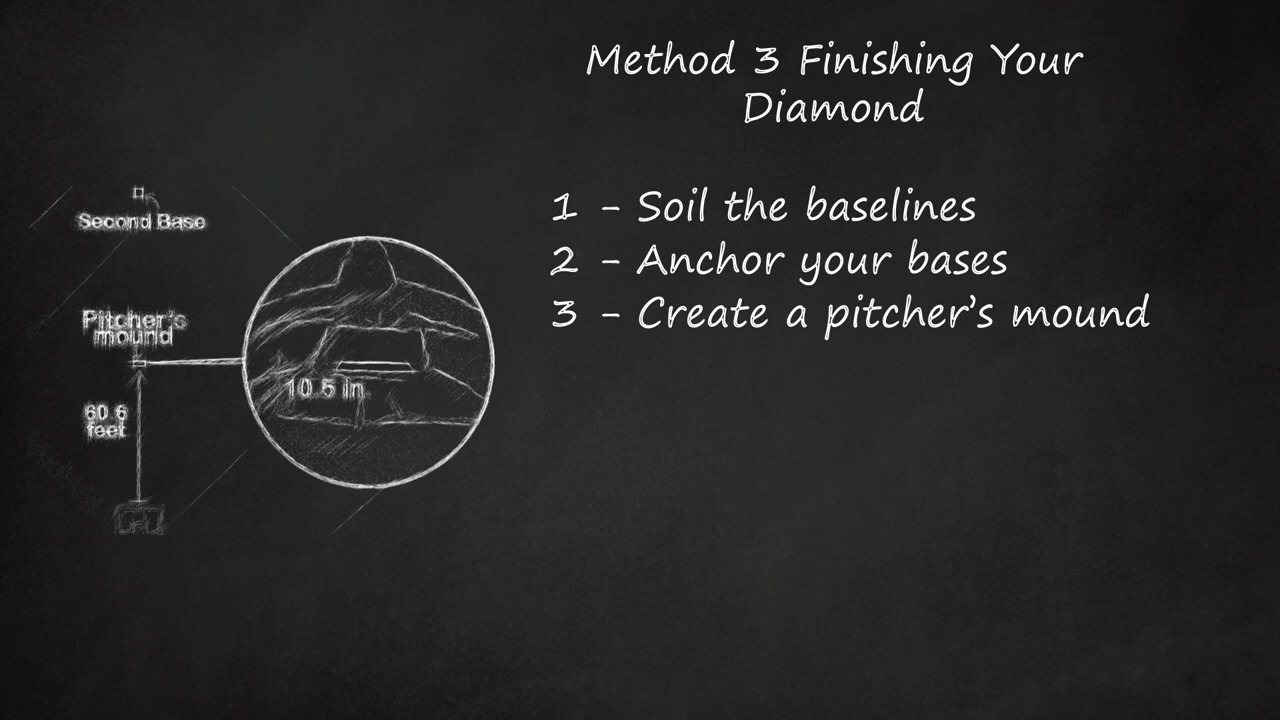 Method 3 Finishing Your
Diamond
1 - Soil the baselines
2 - Anchor your bases
3 - Create a pitcher's mound
Second Base
Pitcher's
mound
10.5 in.
60.6
feet